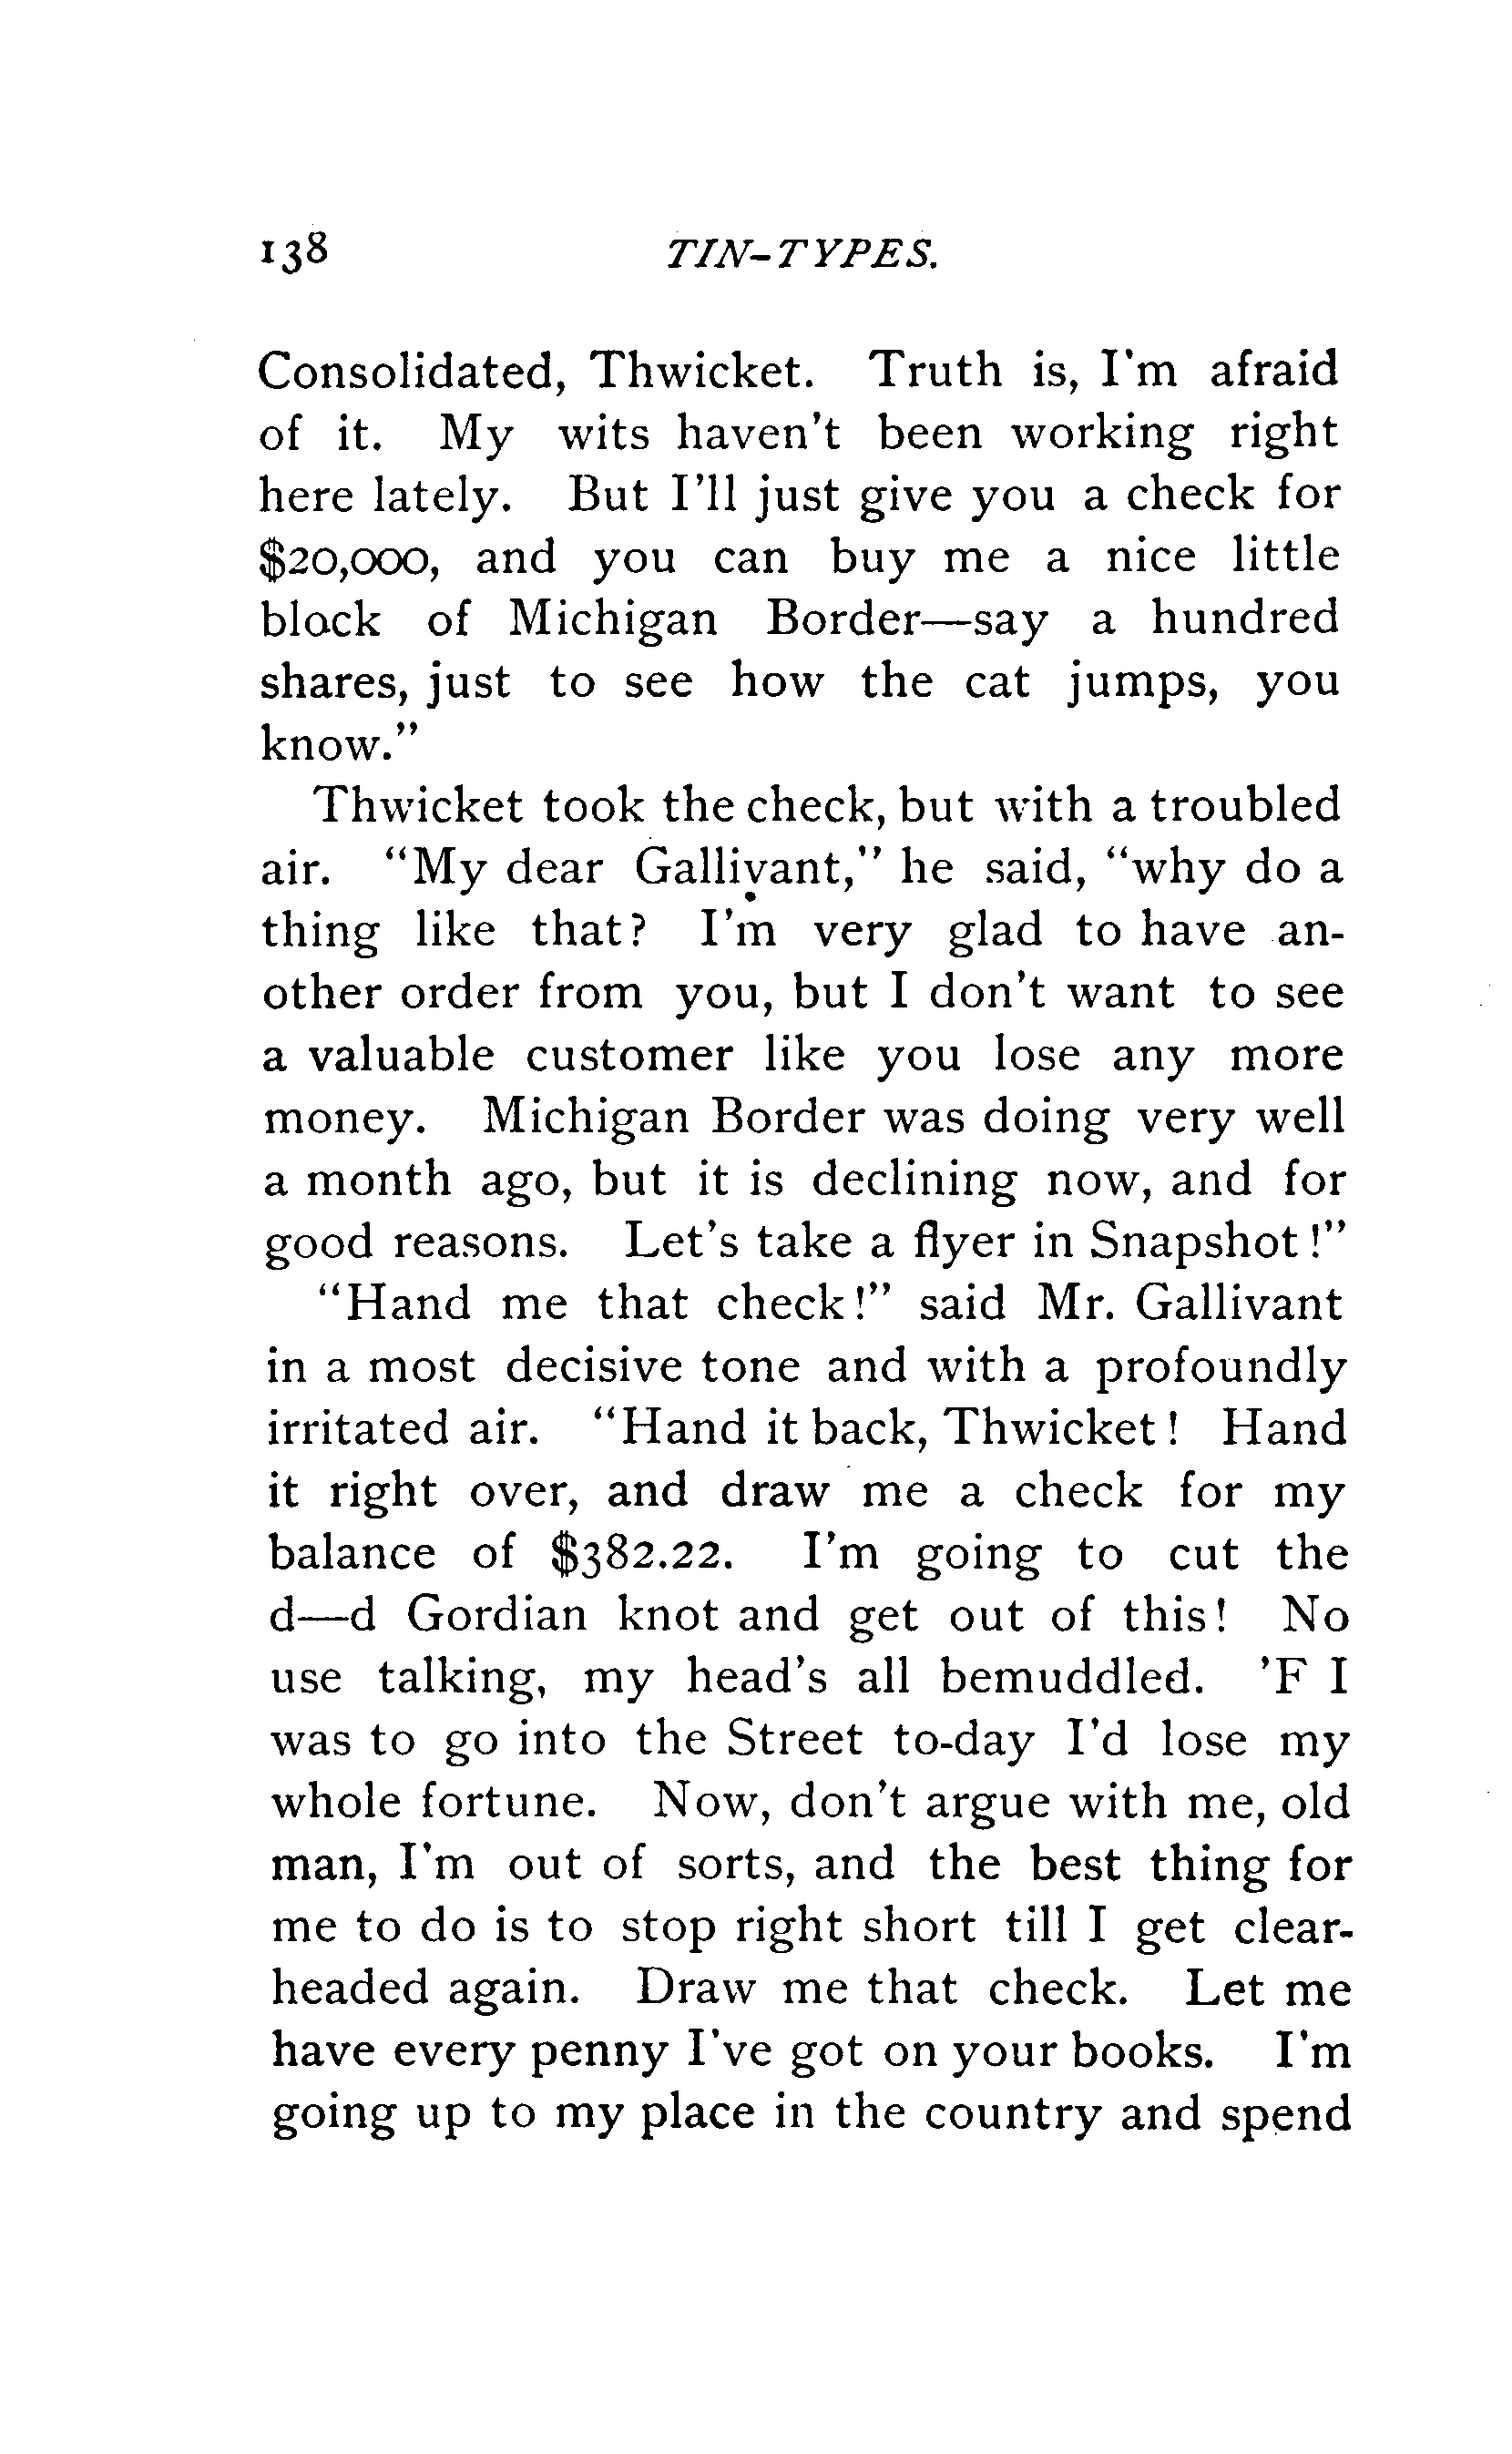 138 TIN-TYPES.
Consolidated, Thwicket. Truth is, I'm afraid
of it. My wits haven't been working right
here lately. But I'll just give you a check for
$20,000, and you can buy me a nice little
block of Michigan Border—say a hundred
shares, just to see how the cat jumps, you
know."
Thwicket took the check, but with a troubled
air. "My dear Gallivant," he said, "why do a
thing like that? I'm very glad to have an-
other order from you, but I don't want to see
a valuable customer like you lose any more
money. Michigan Border was doing very well
a month ago, but it is declining now, and for
good reasons. Let's take a flyer in Snapshot!"
"Hand me that check!" said Mr. Gallivant
in a most decisive tone and with a profoundly
irritated air. "Hand it back, Thwicket! Hand
it right over, and draw me a check for my
balance of $382.22. I'm going to cut the
d—d Gordian knot and get out of this! No
use talking, my head's all bemuddled. 'F I
was to go into the Street to-day I'd lose my
whole fortune. Now, don't argue with me, old
man, I'm out of sorts, and the best thing for
me to do is to stop right short till I get clear-
headed again. Draw me that check. Let me
have every penny I've got on your books. I'm
going up to my place in the country and spend